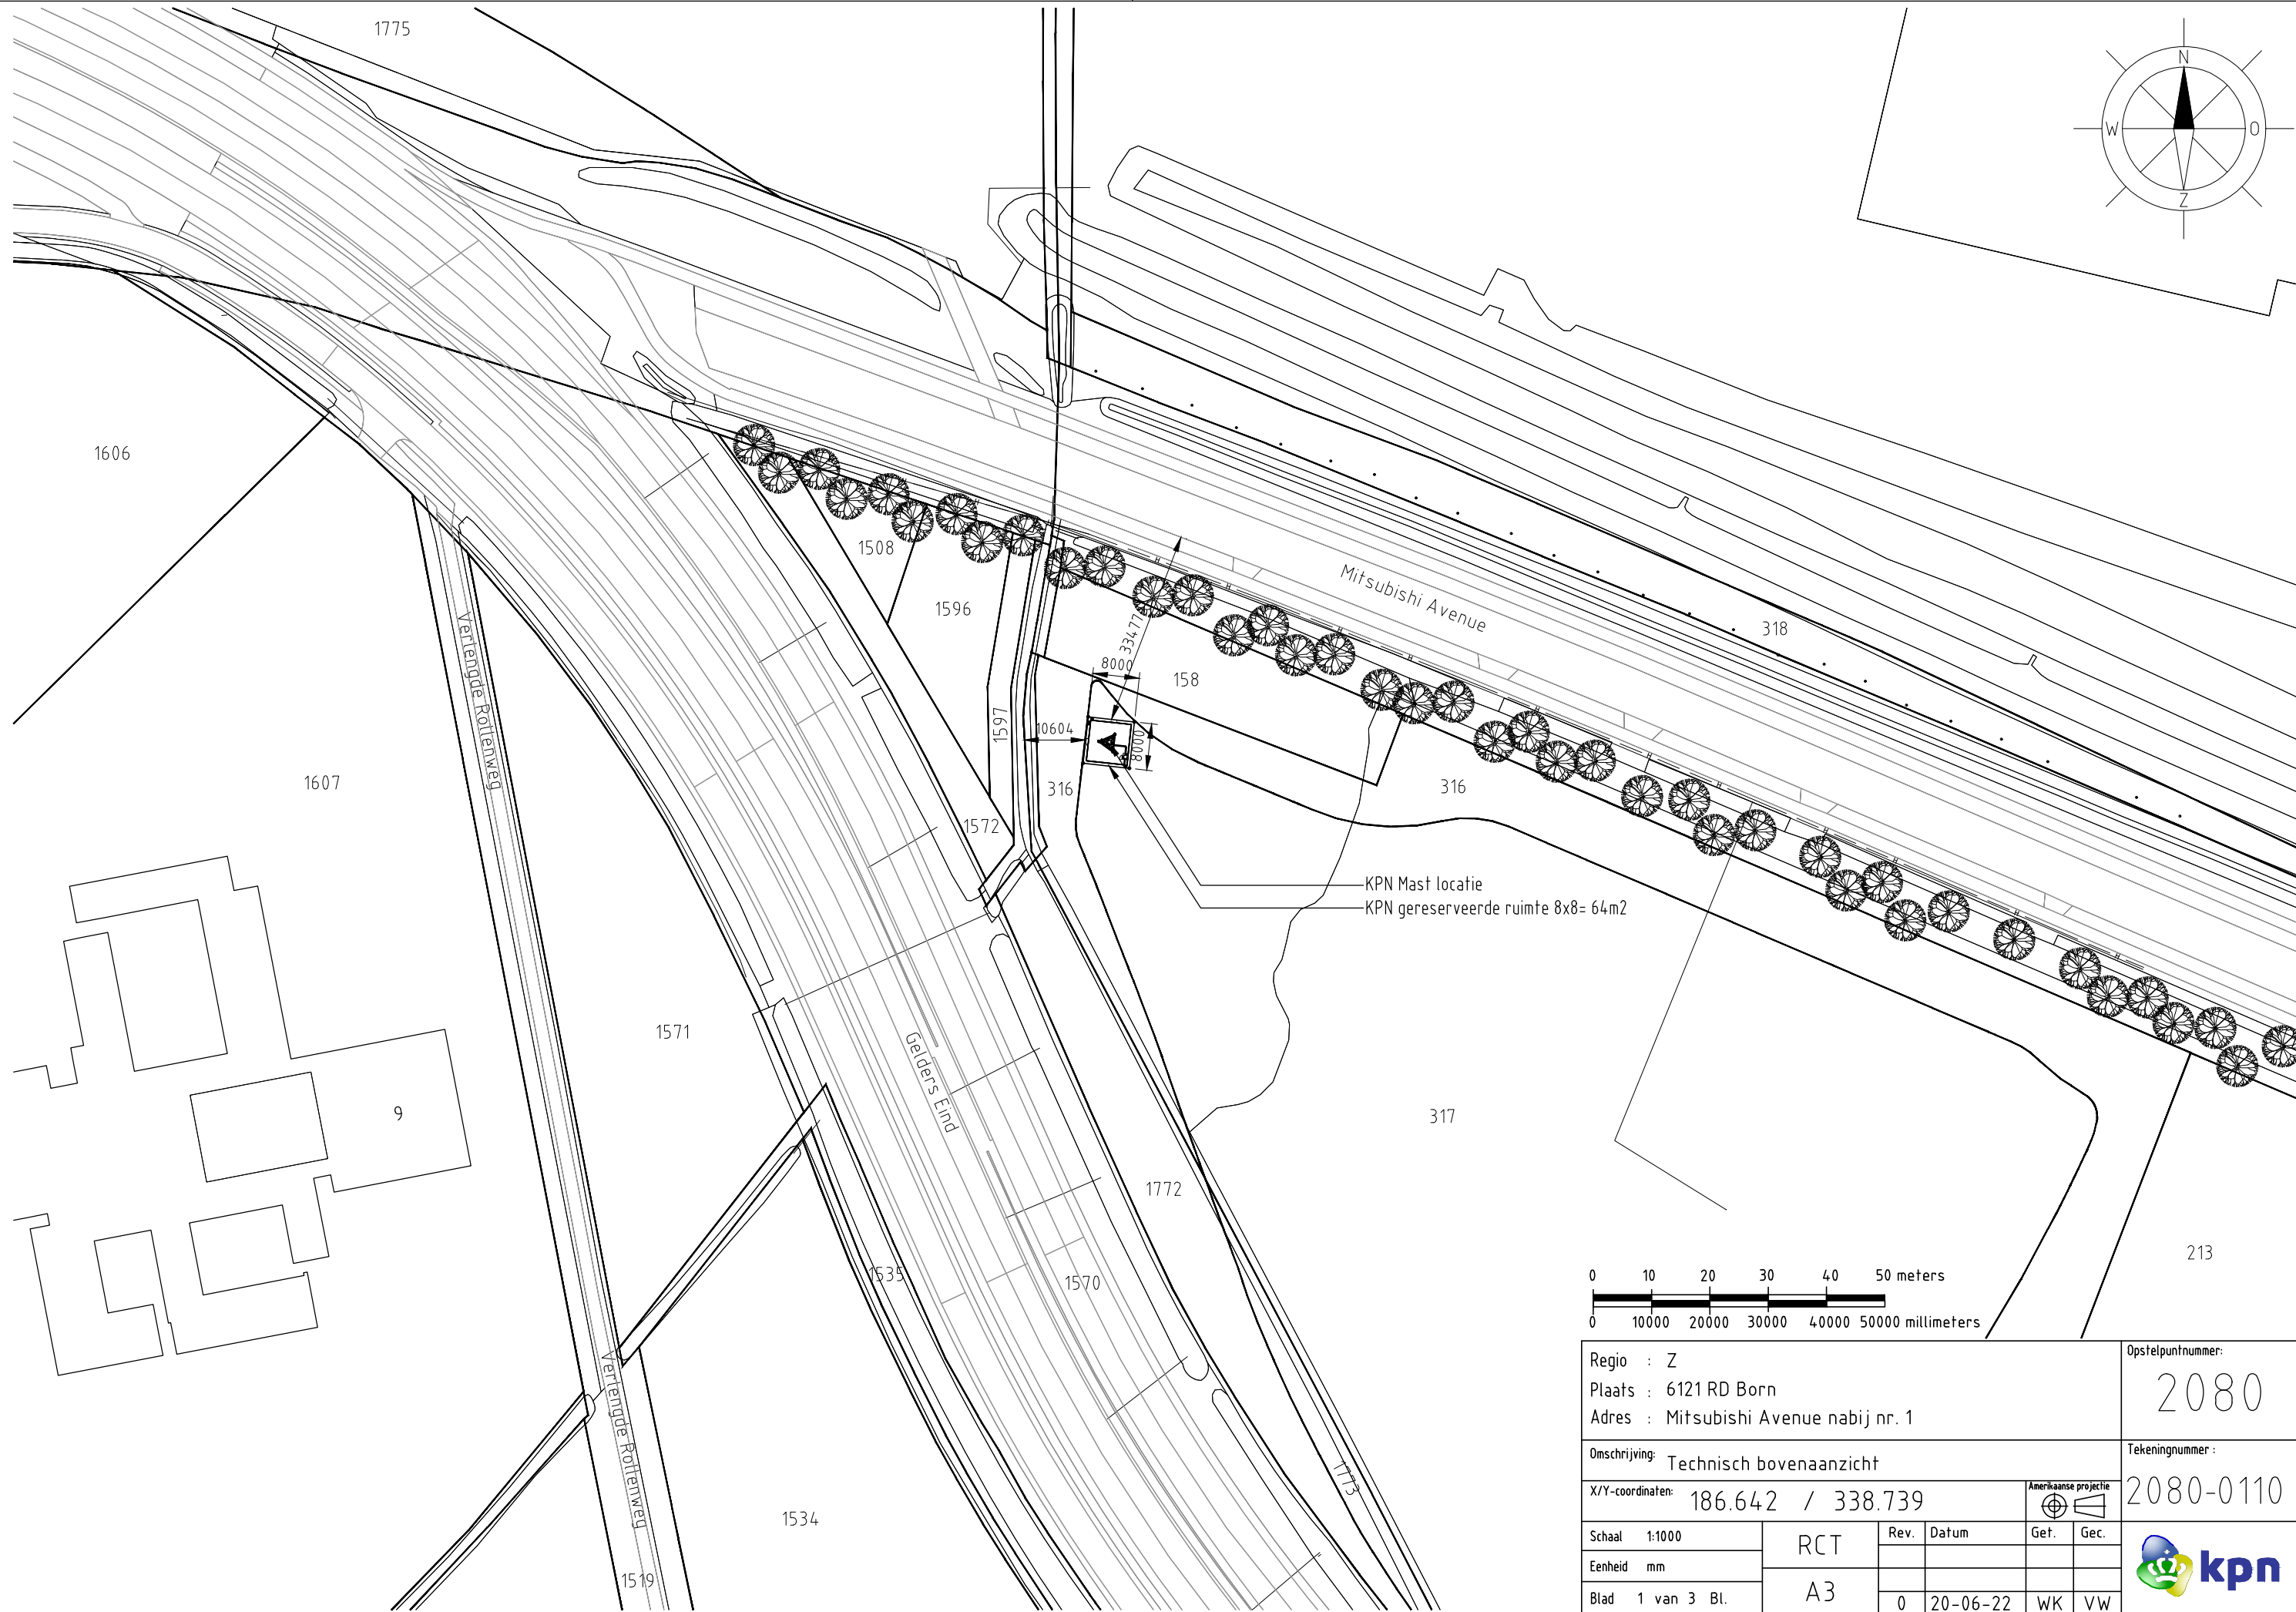 1775
N
W
O
Z
1606
1508
1596
Mitsubishi Avenue
318
33477
8000
158
Verlengde Rollenweg
1597
10604
8000
316
316
1607
1572
KPN Mast locatie
KPN gereserveerde ruimte 8x8= 64m2
1571
Gelders Eind
9
317
1772
213
1535
1570
0 10 20 30 40 50 meters
0 10000 20000 30000 40000 50000 millimeters
Verlengde Rollenweg
1773
1534
1519
Regio : Z
Plaats : 6121 RD Born
Adres : Mitsubishi Avenue nabij nr. 1
Opstelpuntnummer:
2080
Omschrijving: Technisch bovenaanzicht
Tekeningnummer :
2080-0110
X/Y-coordinaten: 186.642 / 338.739
Amerikaanse projectie
Schaal 1:1000
RCT
Rev. Datum Get. Gec.
Eenheid mm
Blad 1 van 3 Bl.
A3
0 20-06-22 WK VW
kpn